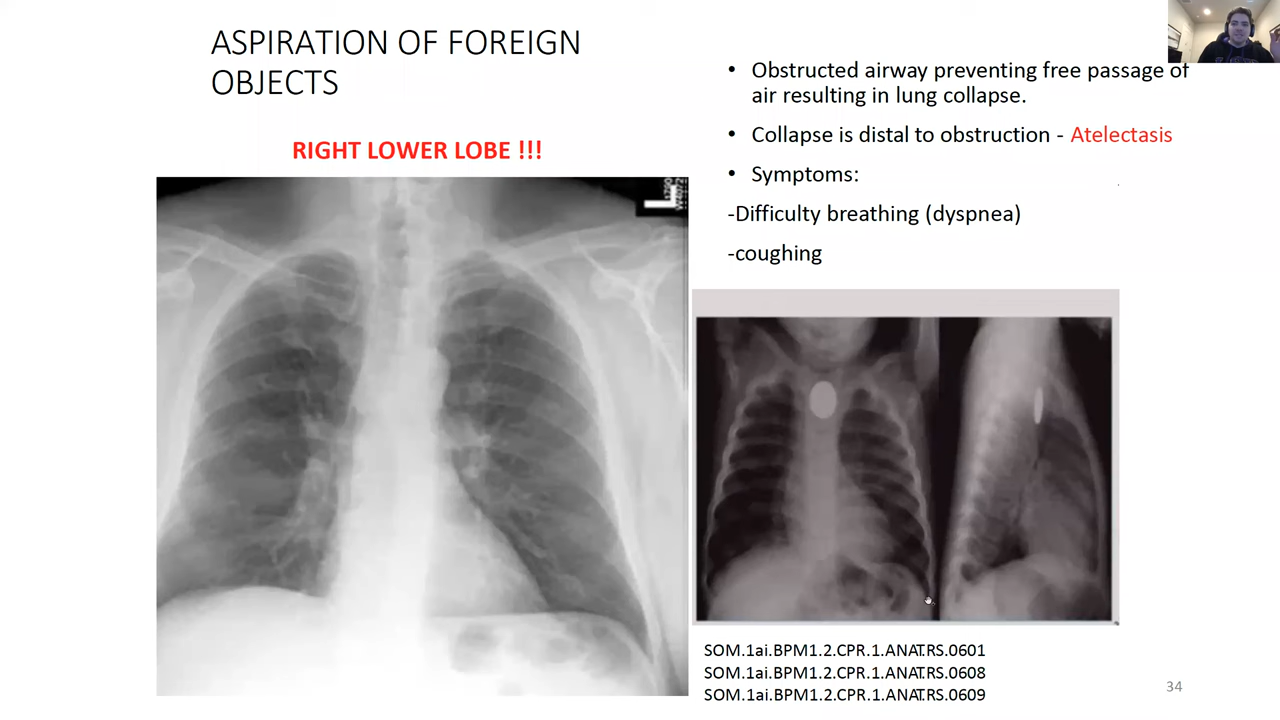 ASPIRATION OF FOREIGN
OBJECTS
RIGHT LOWER LOBE !!!
L
• Obstructed airway preventing free passage of
air resulting in lung collapse.
• Collapse is distal to obstruction - Atelectasis
• Symptoms:
-Difficulty breathing (dyspnea)
-coughing
SOM.1ai.BPM1.2.CPR.1.ANAT.RS.0601
SOM.1ai.BPM1.2.CPR.1.ANAT.RS.0608
SOM.1ai.BPM1.2.CPR.1.ANAT.RS.0609
34